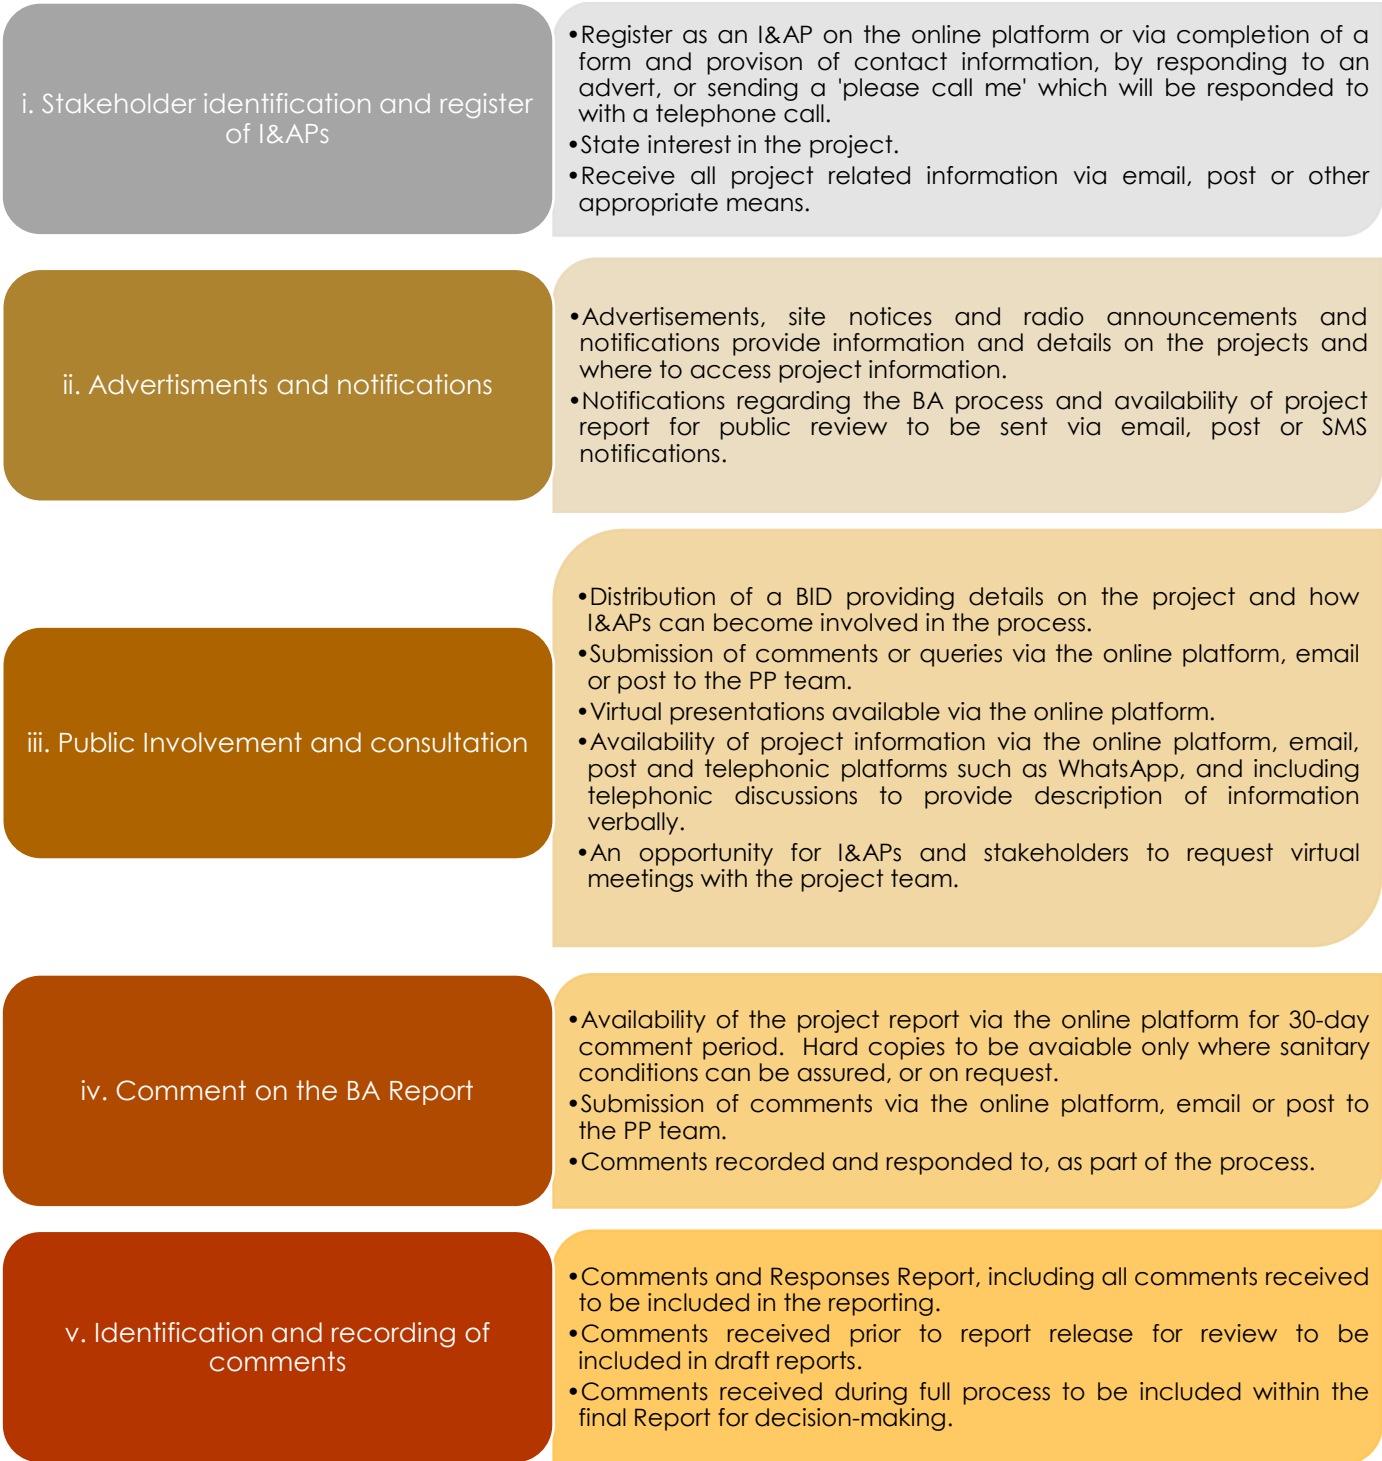 i. Stakeholder identification and register
of I&APs
•Register as an I&AP on the online platform or via completion of a
form and provison of contact information, by responding to an
advert, or sending a 'please call me' which will be responded to
with a telephone call.
•State interest in the project.
•Receive all project related information via email, post or other
appropriate means.
ii. Advertisments and notifications
•Advertisements, site notices and radio announcements and
notifications provide information and details on the projects and
where to access project information.
•Notifications regarding the BA process and availability of project
report for public review to be sent via email, post or SMS
notifications.
iii. Public Involvement and consultation
•Distribution of a BID providing details on the project and how
I&APs can become involved in the process.
•Submission of comments or queries via the online platform, email
or post to the PP team.
•Virtual presentations available via the online platform.
•Availability of project information via the online platform, email,
post and telephonic platforms such as WhatsApp, and including
telephonic discussions to provide description of information
verbally.
•An opportunity for I&APs and stakeholders to request virtual
meetings with the project team.
iv. Comment on the BA Report
•Availability of the project report via the online platform for 30-day
comment period. Hard copies to be avaiable only where sanitary
conditions can be assured, or on request.
•Submission of comments via the online platform, email or post to
the PP team.
•Comments recorded and responded to, as part of the process.
v. Identification and recording of
comments
•Comments and Responses Report, including all comments received
to be included in the reporting.
•Comments received prior to report release for review to be
included in draft reports.
•Comments received during full process to be included within the
final Report for decision-making.